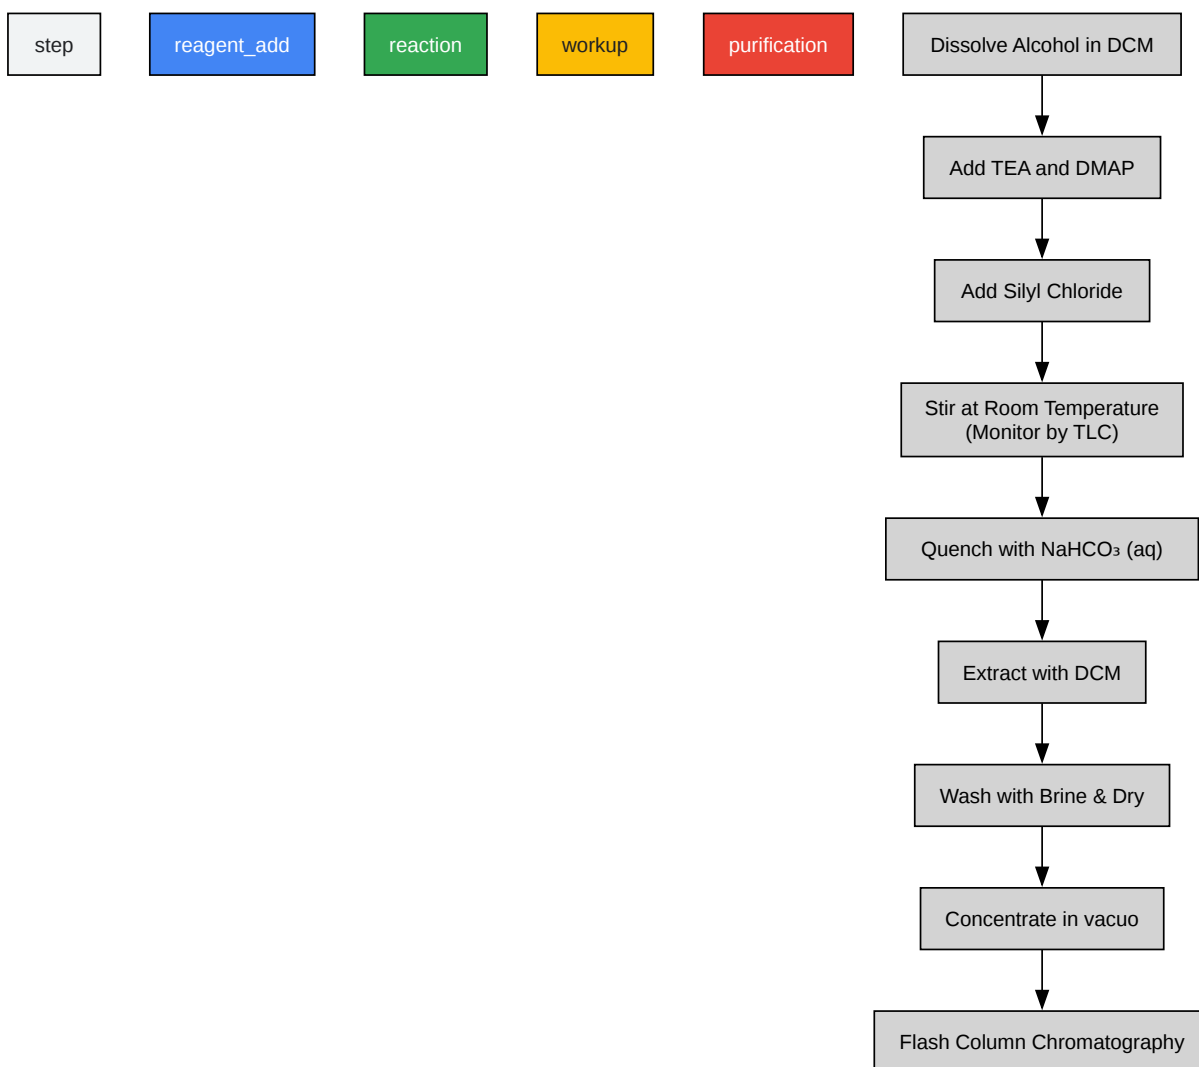 step
reagent_add
reaction
workup
purification
Dissolve Alcohol in DCM
Add TEA and DMAP
Add Silyl Chloride
Stir at Room Temperature
(Monitor by TLC)
Quench with NaHCO₃ (aq)
Extract with DCM
Wash with Brine & Dry
Concentrate in vacuo
Flash Column Chromatography